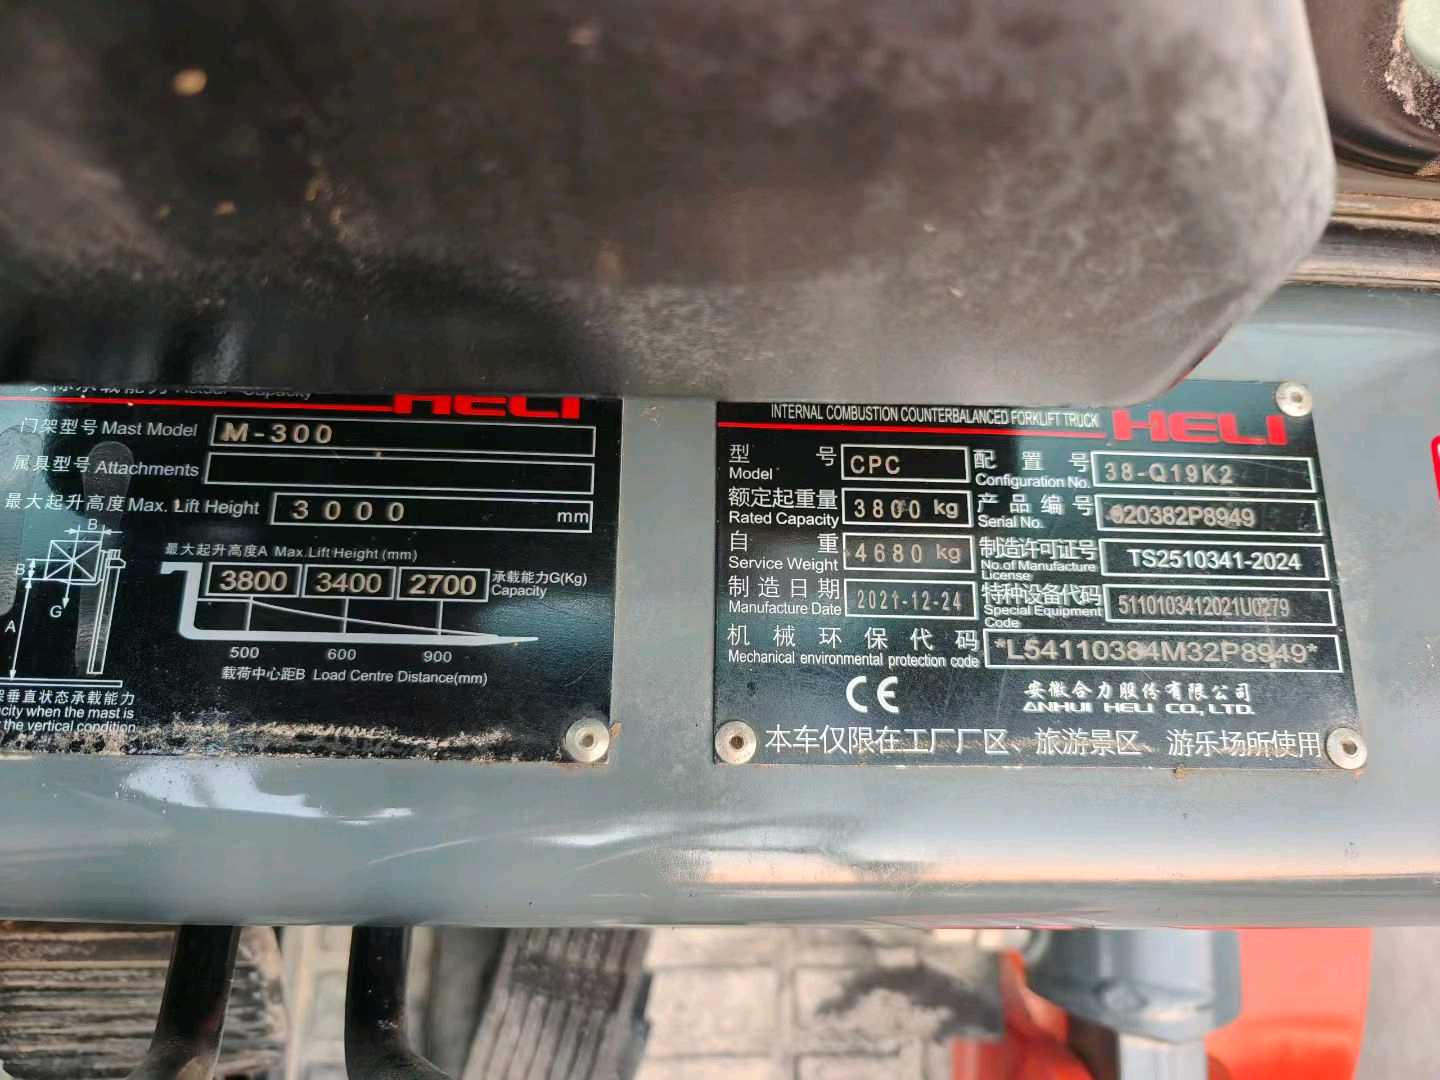 Capacity
HELI
门架型号 Mast Model M-300
属具型号 Attachments
最大起升高度 Max. Lift Height 3000 mm
B
最大起升高度A Max.Lift Height (mm)
B
3800 3400 2700 承载能力G(Kg)
Capacity
G
A
500 600 900
载荷中心距B Load Centre Distance(mm)
垂直状态承载能力
city when the mast is
the vertical condition
INTERNAL COMBUSTION COUNTERBALANCED FORKLIFT TRUCK HELI
型号 Model CPC
配置号 Configuration No. 38-Q19K2
额定起重量 Rated Capacity 3800 kg
产品编号 Serial No. 620382P8949
自重 Service Weight 4680 kg
制造许可证号 No.of Manufacture License TS2510341-2024
制造日期 Manufacture Date 2021-12-24
特种设备代码 Special Equipment Code 5110103412021U0279
机械环保代码 Mechanical environmental protection code *L54110384M32P8949*
CE
安徽合力股份有限公司
ANHUI HELI CO., LTD.
本车仅限在工厂厂区、旅游景区、游乐场所使用